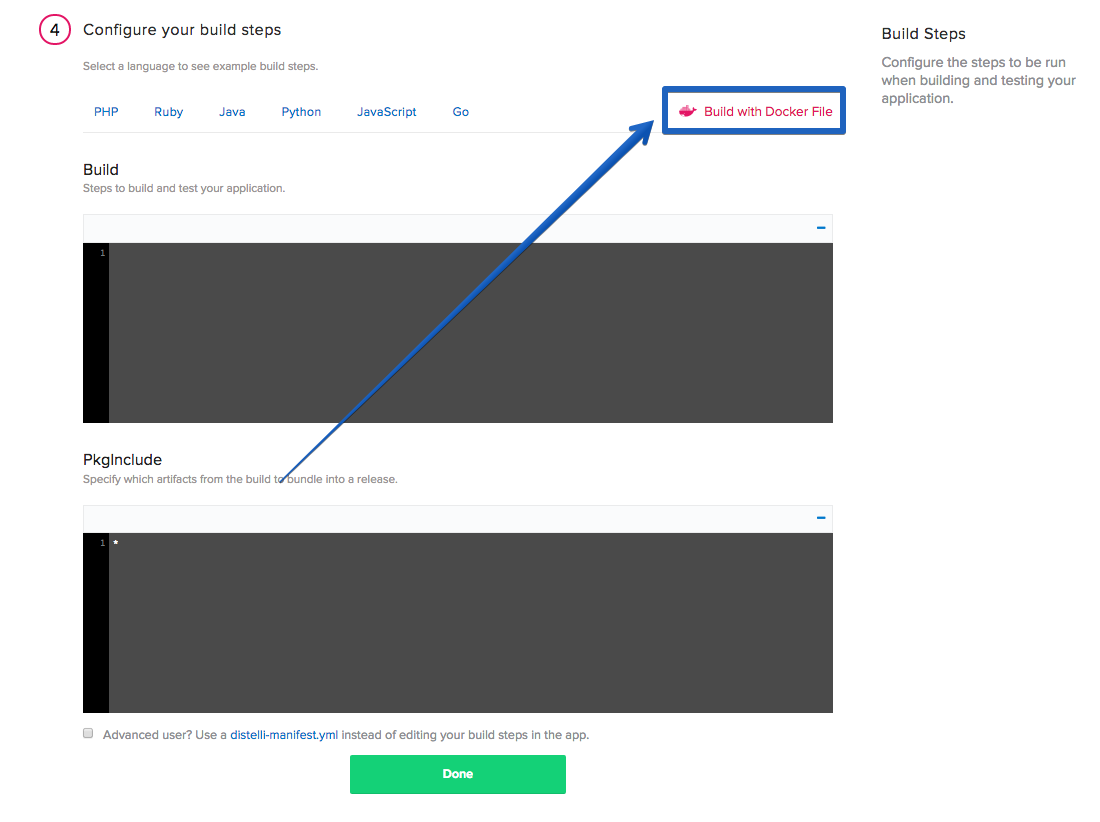 4 Configure your build steps
Select a language to see example build steps.
PHP Ruby Java Python JavaScript Go Build with Docker File
Build
Steps to build and test your application.
1
PkgInclude
Specify which artifacts from the build to bundle into a release.
1 *
Advanced user? Use a distelli-manifest.yml instead of editing your build steps in the app.
Done
Build Steps
Configure the steps to be run
when building and testing your
application.